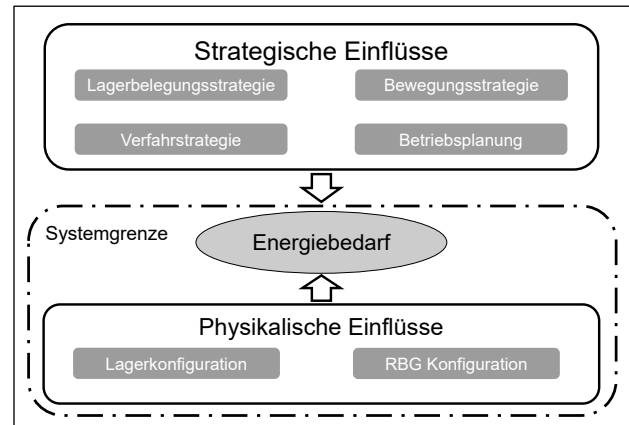 Strategische Einflüsse
Lagerbelegungsstrategie
Bewegungsstrategie
Verfahrstrategie
Betriebsplanung
Systemgrenze
Energiebedarf
Physikalische Einflüsse
Lagerkonfiguration
RBG Konfiguration